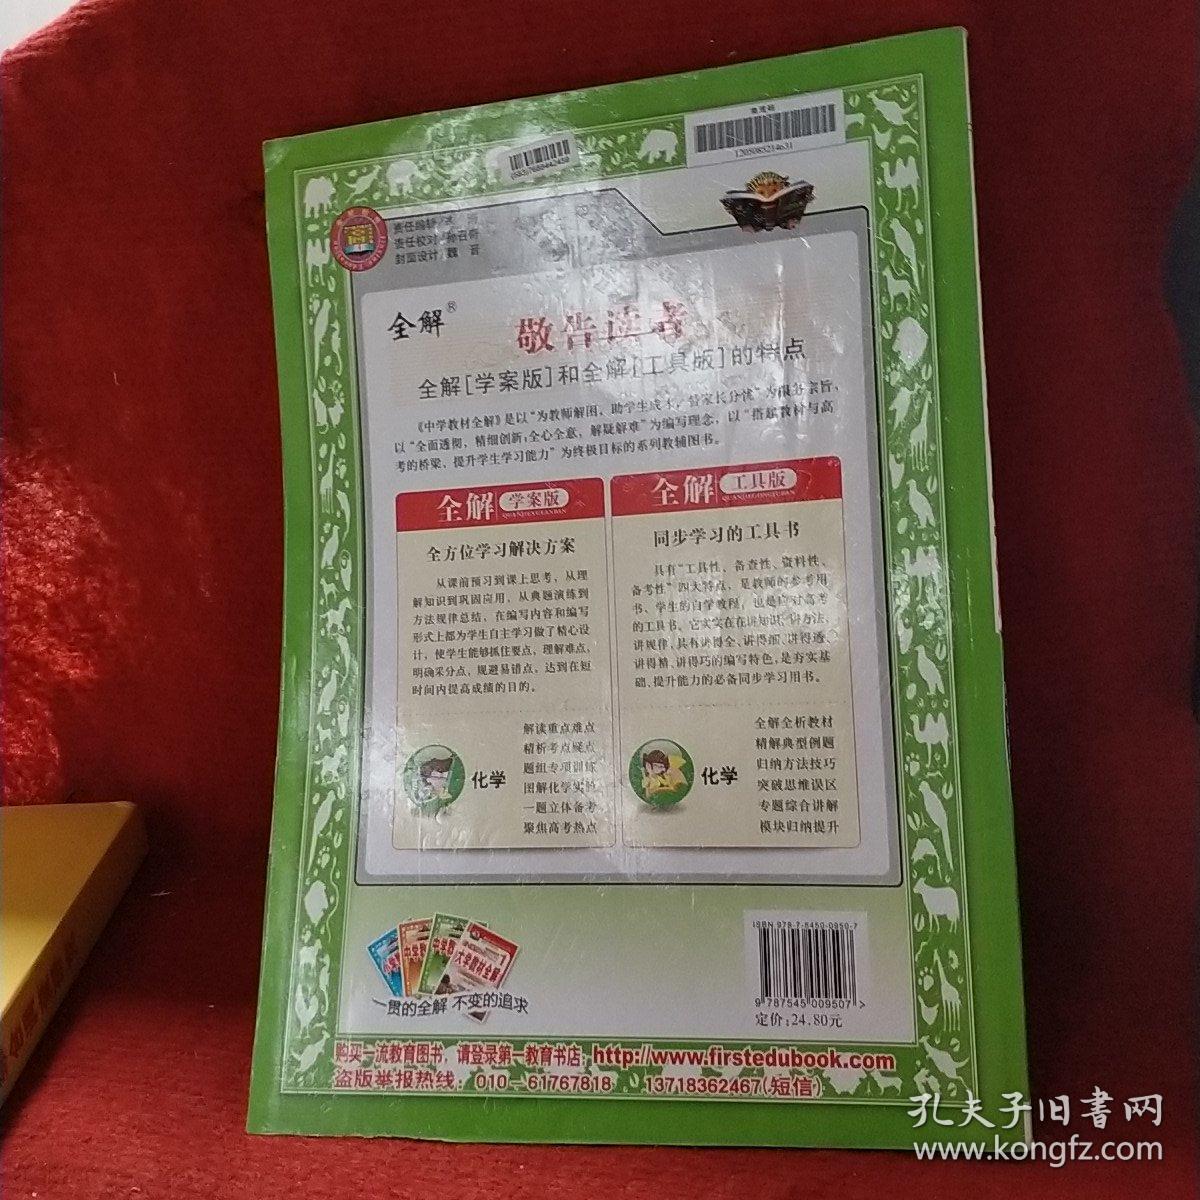 1205085214631
责任编辑
责任校对 孙召帝
封面设计 魏 晋
全解®
敬告读者
全解[学案版]和全解[工具版]的特点
《中学教材全解》是以“为教师解困，助学生成才，替家长分忧”为服务宗旨，
以“全面透彻，精细创新；全心全意，解疑解难”为编写理念，以“搭建教材与高
考的桥梁、提升学生学习能力”为终极目标的系列教辅图书。
全解 学案版
QUANJIEXUEANBAN
全方位学习解决方案
从课前预习到课上思考，从理
解知识到巩固应用，从典题演练到
方法规律总结，在编写内容和编写
形式上都为学生自主学习做了精心设
计，使学生能够抓住要点，理解难点，
明确采分点，规避易错点，达到在短
时间内提高成绩的目的。
化学
解读重点难点
精析考点疑点
题组专项训练
图解化学实验
一题立体备考
聚焦高考热点
全解 工具版
QUANJIEGONGJUBAN
同步学习的工具书
具有“工具性、备查性、资料性、
备考性”四大特点，是教师的参考用
书、学生的自学教程，也是应对高考
的工具书。它实实在在讲知识、讲方法、
讲规律，具有讲得全、讲得细、讲得透、
讲得精、讲得巧的编写特色，是夯实基
础、提升能力的必备同步学习用书。
化学
全解全析教材
精解典型例题
归纳方法技巧
突破思维误区
专题综合讲解
模块归纳提升
大学教材全解
一贯的全解 不变的追求
ISBN 978-7-5450-0950-7
9 787545 009507 >
定价：24.80元
购买一流教育图书，请登录第一教育书店：http://www.firstedubook.com
盗版举报热线：010－61767818 13718362467(短信)
孔夫子旧书网
www.kongfz.com